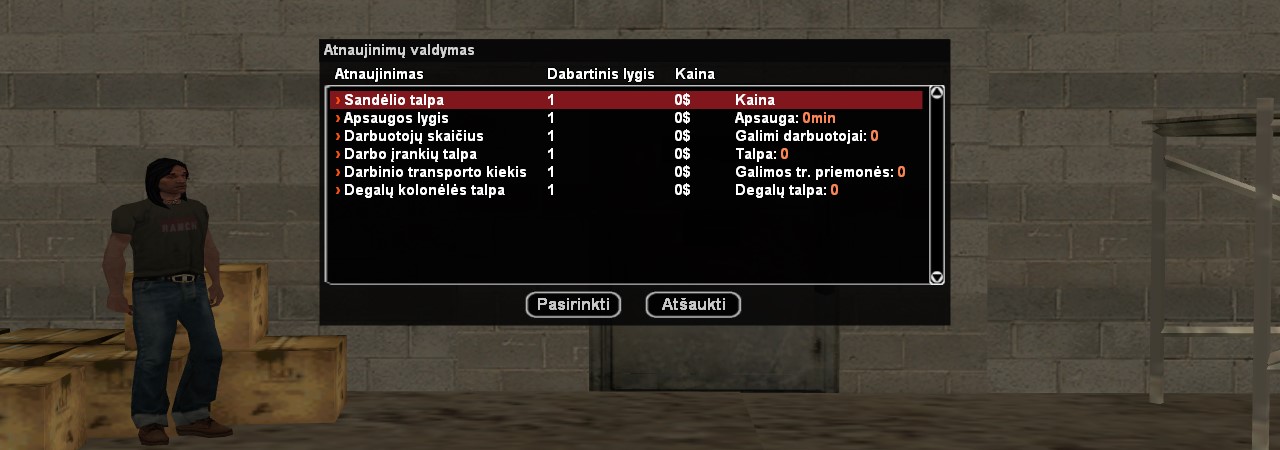 Atnaujinimų valdymas
Atnaujinimas Dabartinis lygis Kaina
› Sandėlio talpa 1 0$ Kaina
› Apsaugos lygis 1 0$ Apsauga: 0min
› Darbuotojų skaičius 1 0$ Galimi darbuotojai: 0
› Darbo įrankių talpa 1 0$ Talpa: 0
› Darbinio transporto kiekis 1 0$ Galimos tr. priemonės: 0
› Degalų kolonėlės talpa 1 0$ Degalų talpa: 0
Pasirinkti Atšaukti